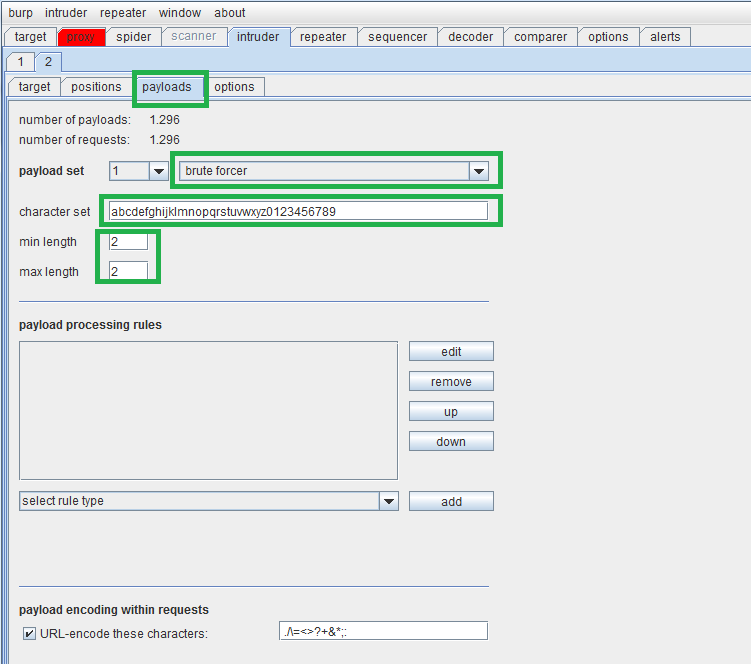 burp intruder repeater window about
target proxy spider scanner intruder repeater sequencer decoder comparer options alerts
1 2
target positions payloads options
number of payloads: 1.296
number of requests: 1.296
payload set 1 brute forcer
character set abcdefghijklmnopqrstuvwxyz0123456789
min length 2
max length 2
payload processing rules
edit
remove
up
down
select rule type add
payload encoding within requests
URL-encode these characters: ./\=<>?+&*;: